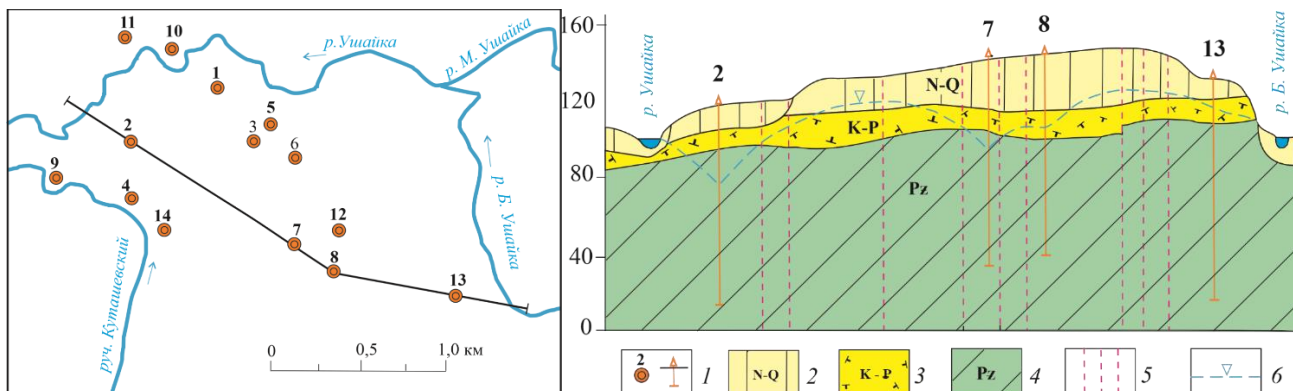 11
10
р.Ушайка
р. М. Ушайка
1
5
2
3
6
9
4
14
12
7
8
13
р. Б. Ушайка
руч. Куташевский
0
0,5
1,0 км
160
120
80
40
0
р. Ушайка
2
7
8
13
р. Б. Ушайка
N-Q
K-P
Pz
2
1
N-Q
2
K-P
3
Pz
4
5
6